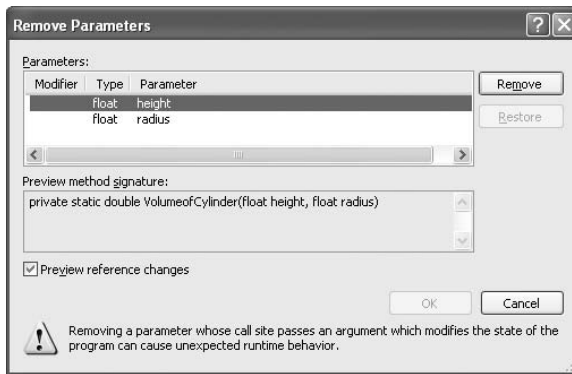 Remove Parameters
Parameters:
Modifier Type Parameter
float height
float radius
Remove
Restore
Preview method signature:
private static double VolumeofCylinder(float height, float radius)
Preview reference changes
OK
Cancel
Removing a parameter whose call site passes an argument which modifies the state of the
program can cause unexpected runtime behavior.